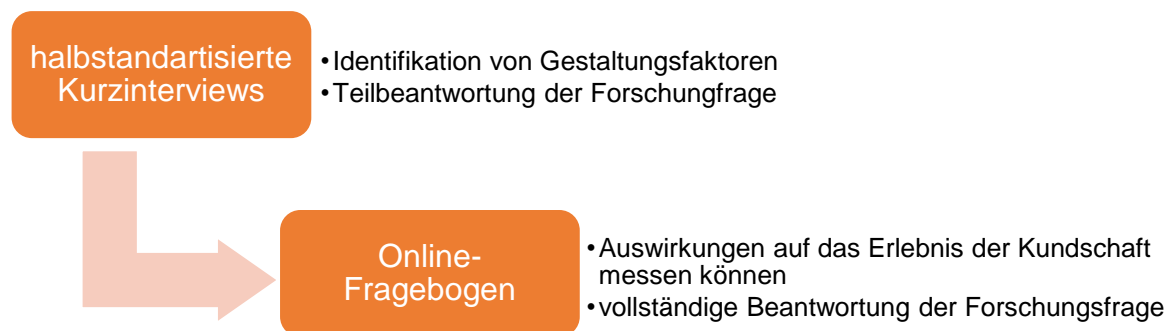 halbstandartisierte
Kurzinterviews
•Identifikation von Gestaltungsfaktoren
•Teilbeantwortung der Forschungfrage
Online-
Fragebogen
•Auswirkungen auf das Erlebnis der Kundschaft
messen können
•vollständige Beantwortung der Forschungsfrage